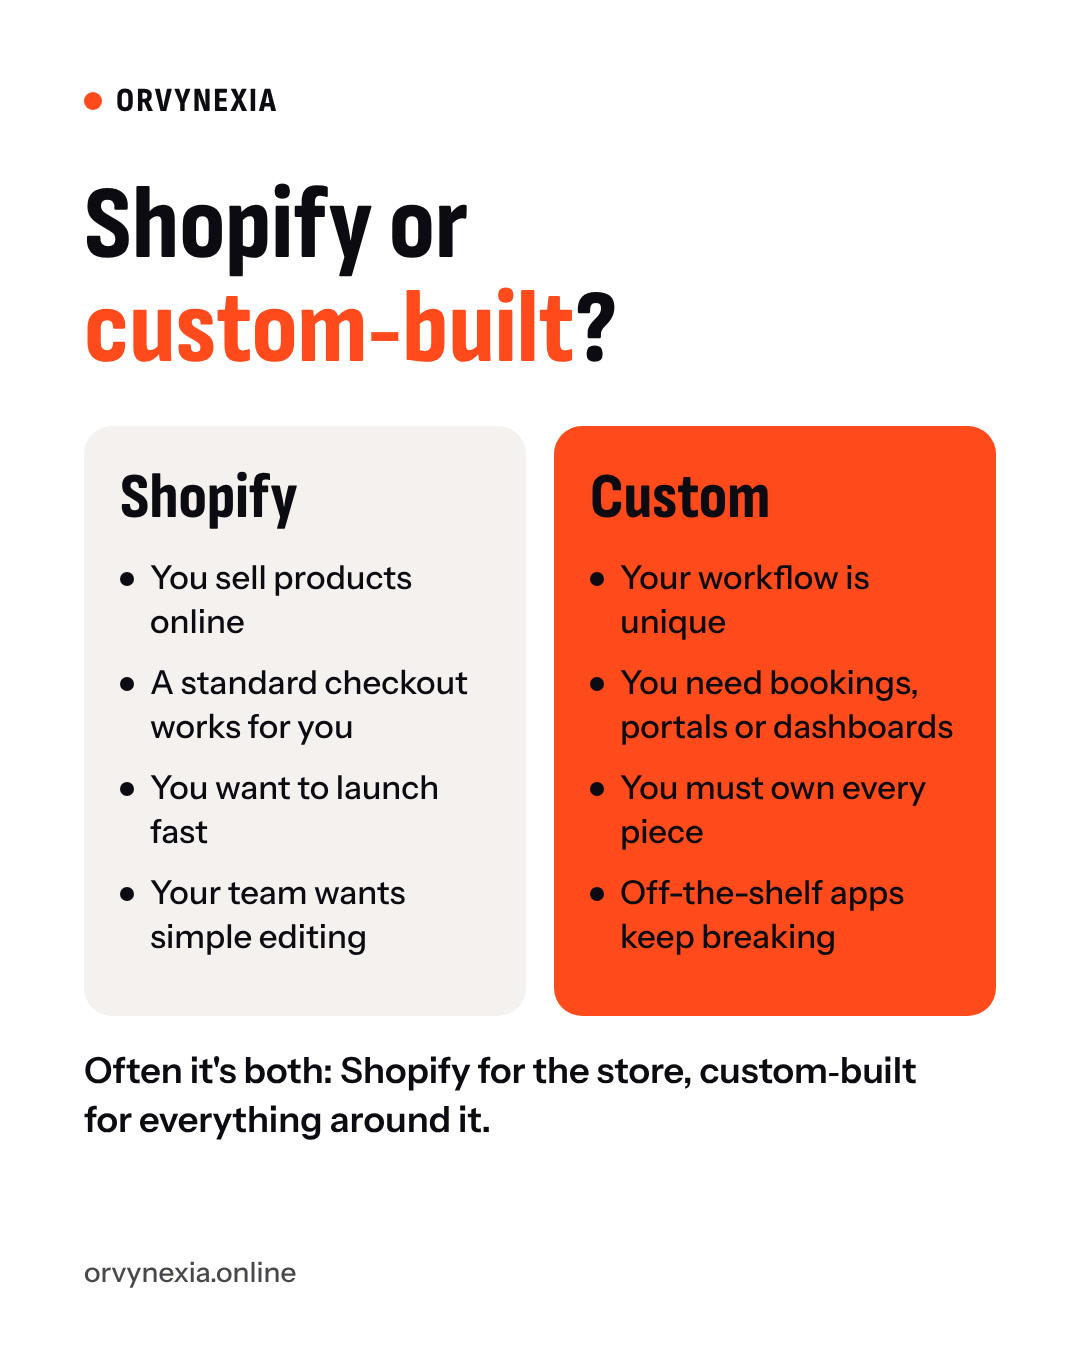 ORVYNEXIA
Shopify or
custom-built?
Shopify
You sell products
online
A standard checkout
works for you
You want to launch
fast
Your team wants
simple editing
Custom
Your workflow is
unique
You need bookings,
portals or dashboards
You must own every
piece
Off-the-shelf apps
keep breaking
Often it's both: Shopify for the store, custom-built
for everything around it.
orvynexia.online